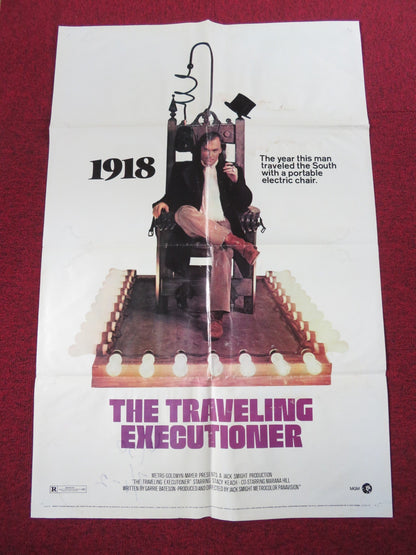 1918
The year this man
traveled the South
with a portable
electric chair.
THE TRAVELING
EXECUTIONER
METRO-GOLDWYN-MAYER PRESENTS A JACK SMIGHT PRODUCTION
"THE TRAVELING EXECUTIONER" STARRING STACY KEACH · CO-STARRING MARIANA HILL
WRITTEN BY GARRIE BATESON · PRODUCED AND DIRECTED BY JACK SMIGHT METROCOLOR PANAVISION
R
MGM